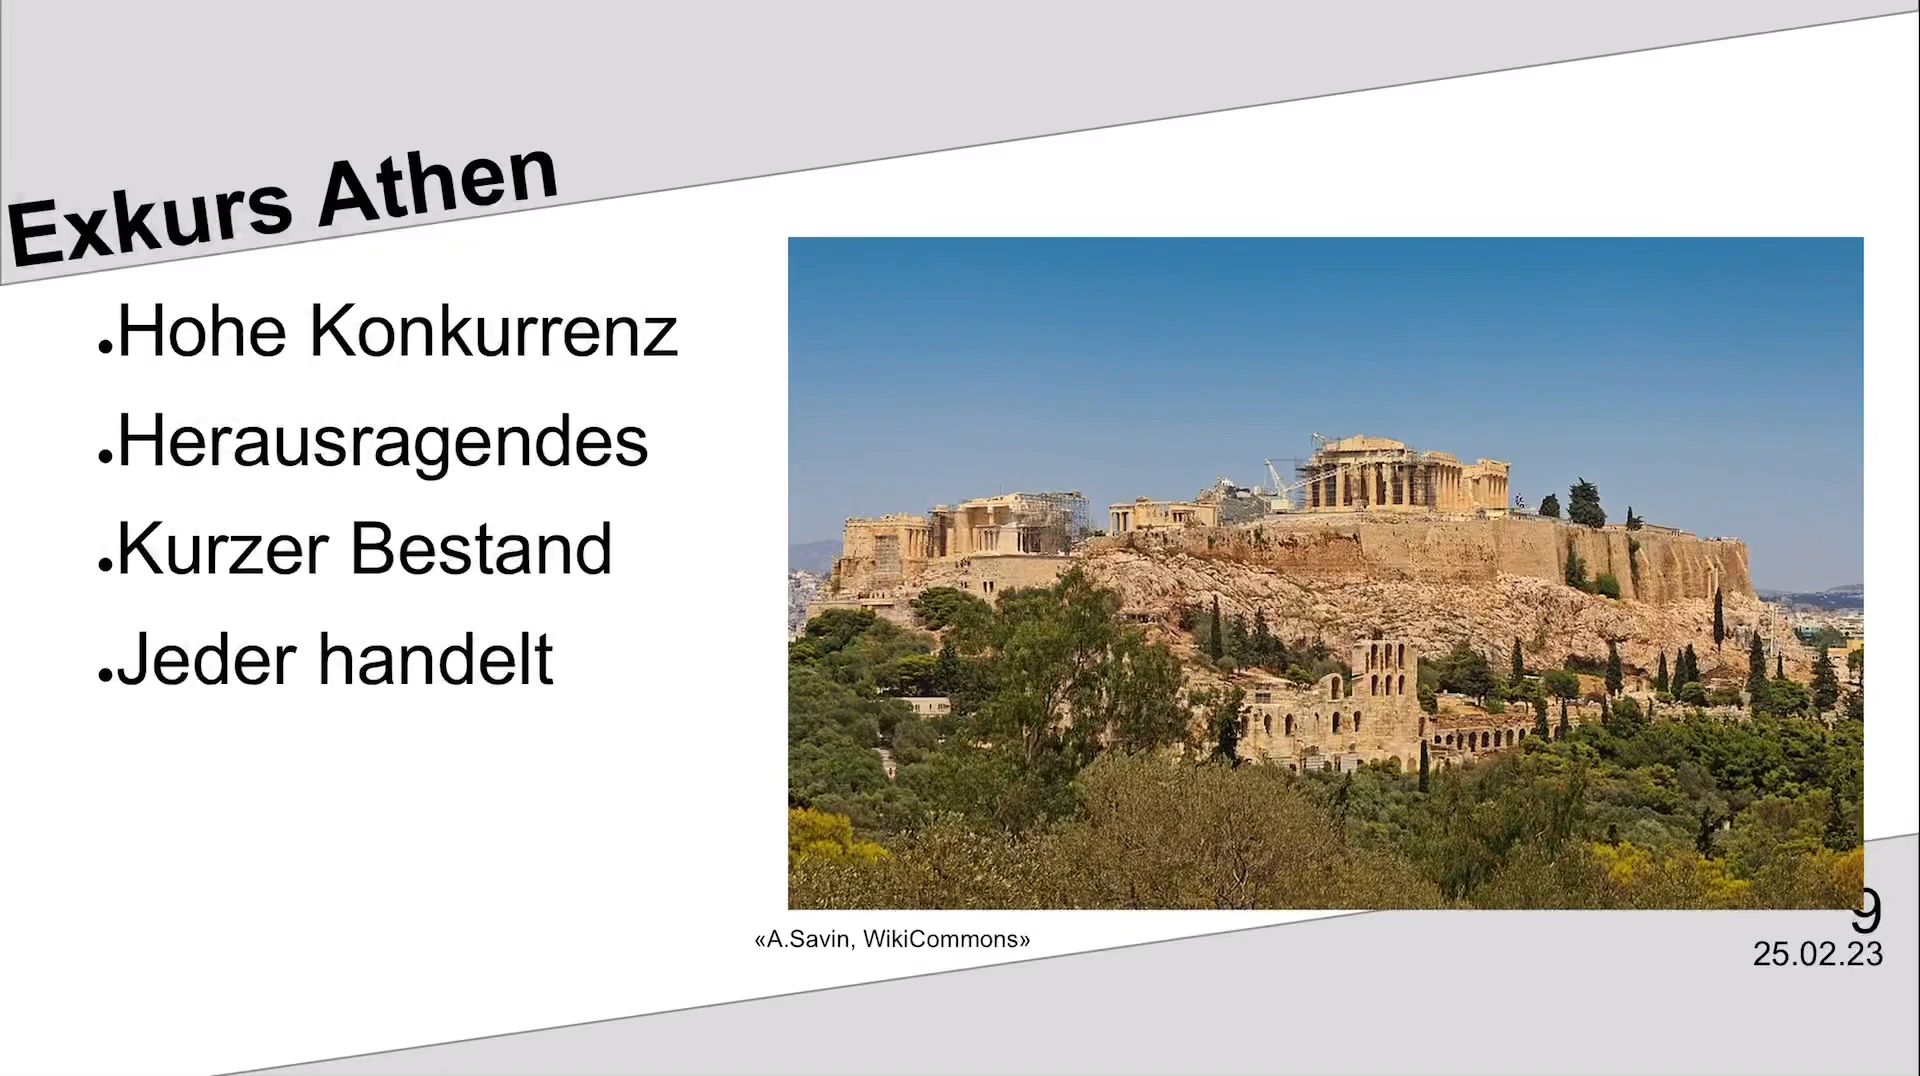 Exkurs Athen
●Hohe Konkurrenz
●Herausragendes
●Kurzer Bestand
●Jeder handelt
«A.Savin, WikiCommons»
9
25.02.23